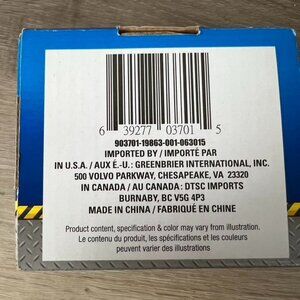 6 39277 03701 5
903701-19863-001-063015
IMPORTED BY / IMPORTÉ PAR
IN U.S.A. / AUX É.-U.: GREENBRIER INTERNATIONAL, INC.
500 VOLVO PARKWAY, CHESAPEAKE, VA 23320
IN CANADA / AU CANADA: DTSC IMPORTS
BURNABY, BC V5G 4P3
MADE IN CHINA / FABRIQUÉ EN CHINE
Product content, specification & color may vary from illustrations.
Le contenu du produit, les spécifications et les couleurs
peuvent varier des illustrations